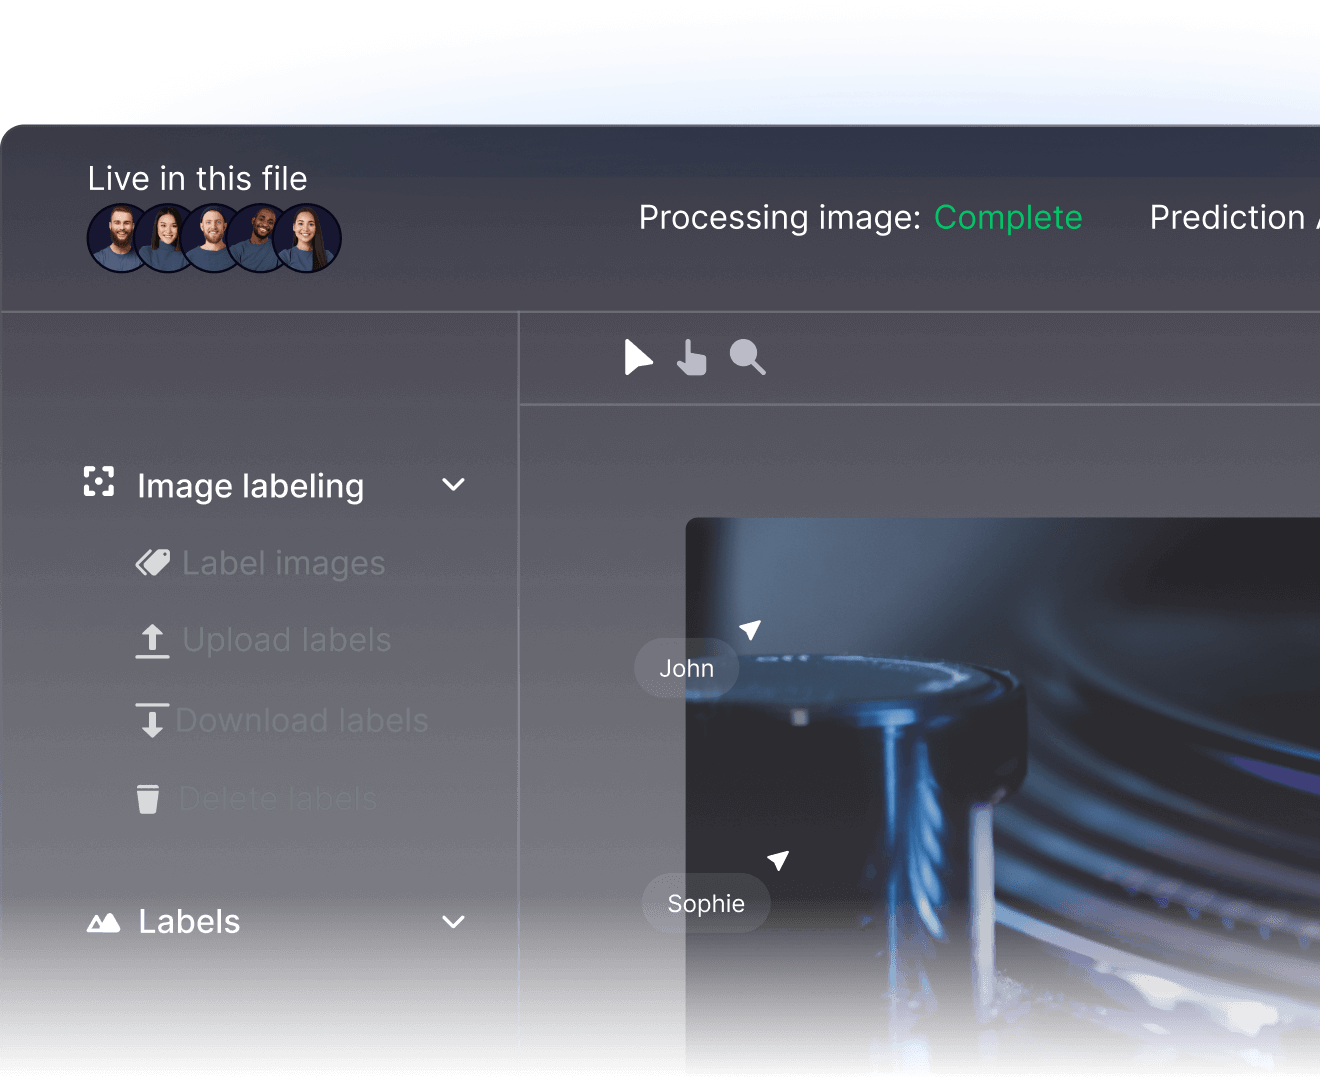 Live in this file
Processing image: Complete
Prediction
Image labeling
Label images
Upload labels
Download labels
Delete labels
Labels
John
Sophie